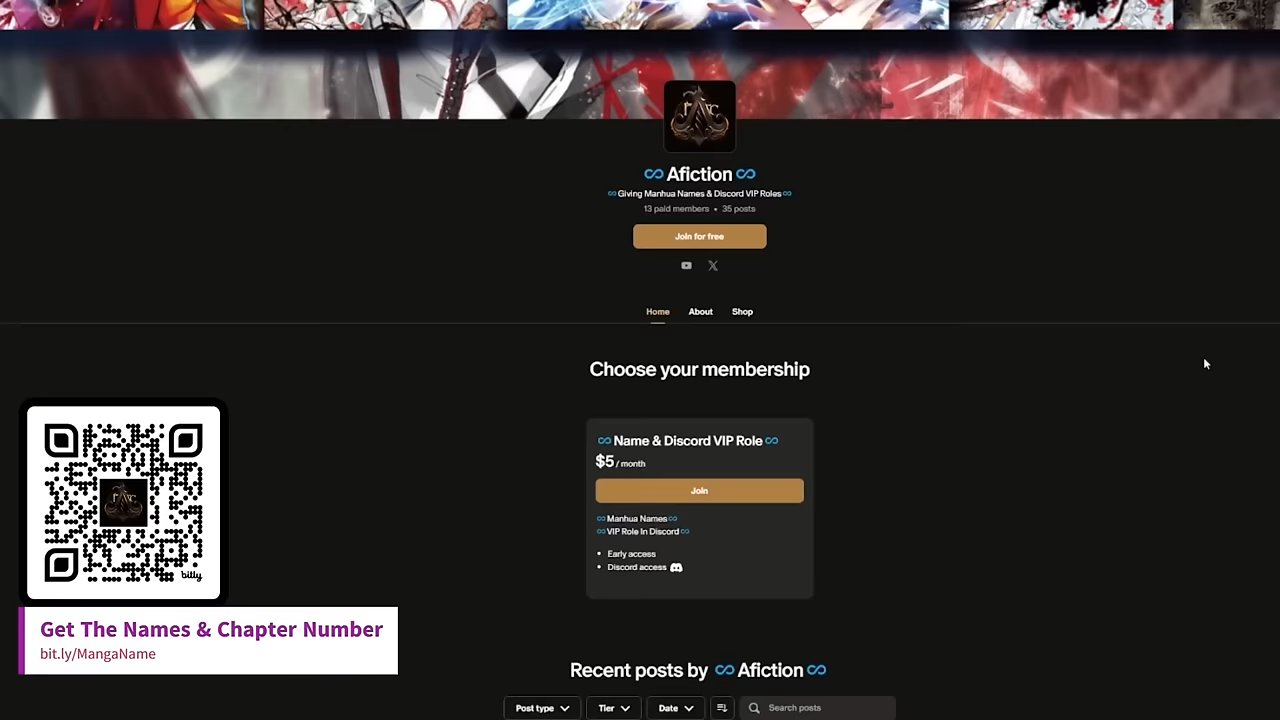 ∞ Afiction ∞
∞ Giving Manhua Names & Discord VIP Roles ∞
13 paid members • 35 posts
Join for free
Home About Shop
Choose your membership
∞ Name & Discord VIP Role ∞
$5 / month
Join
∞ Manhua Names ∞
∞ VIP Role In Discord ∞
• Early access
• Discord access
bitly
Get The Names & Chapter Number
bit.ly/MangaName
Recent posts by ∞ Afiction ∞
Post type Tier Date Search posts